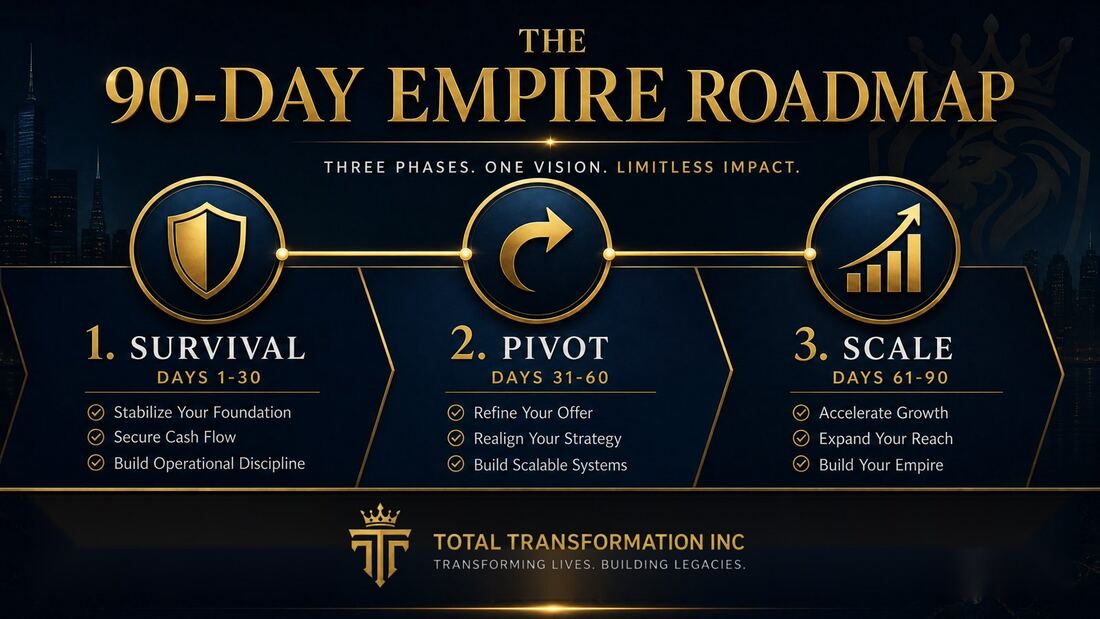 THE
90-DAY EMPIRE ROADMAP
THREE PHASES. ONE VISION. LIMITLESS IMPACT.
1. SURVIVAL
DAYS 1-30
Stabilize Your Foundation
Secure Cash Flow
Build Operational Discipline
2. PIVOT
DAYS 31-60
Refine Your Offer
Realign Your Strategy
Build Scalable Systems
3. SCALE
DAYS 61-90
Accelerate Growth
Expand Your Reach
Build Your Empire
TOTAL TRANSFORMATION INC
TRANSFORMING LIVES. BUILDING LEGACIES.